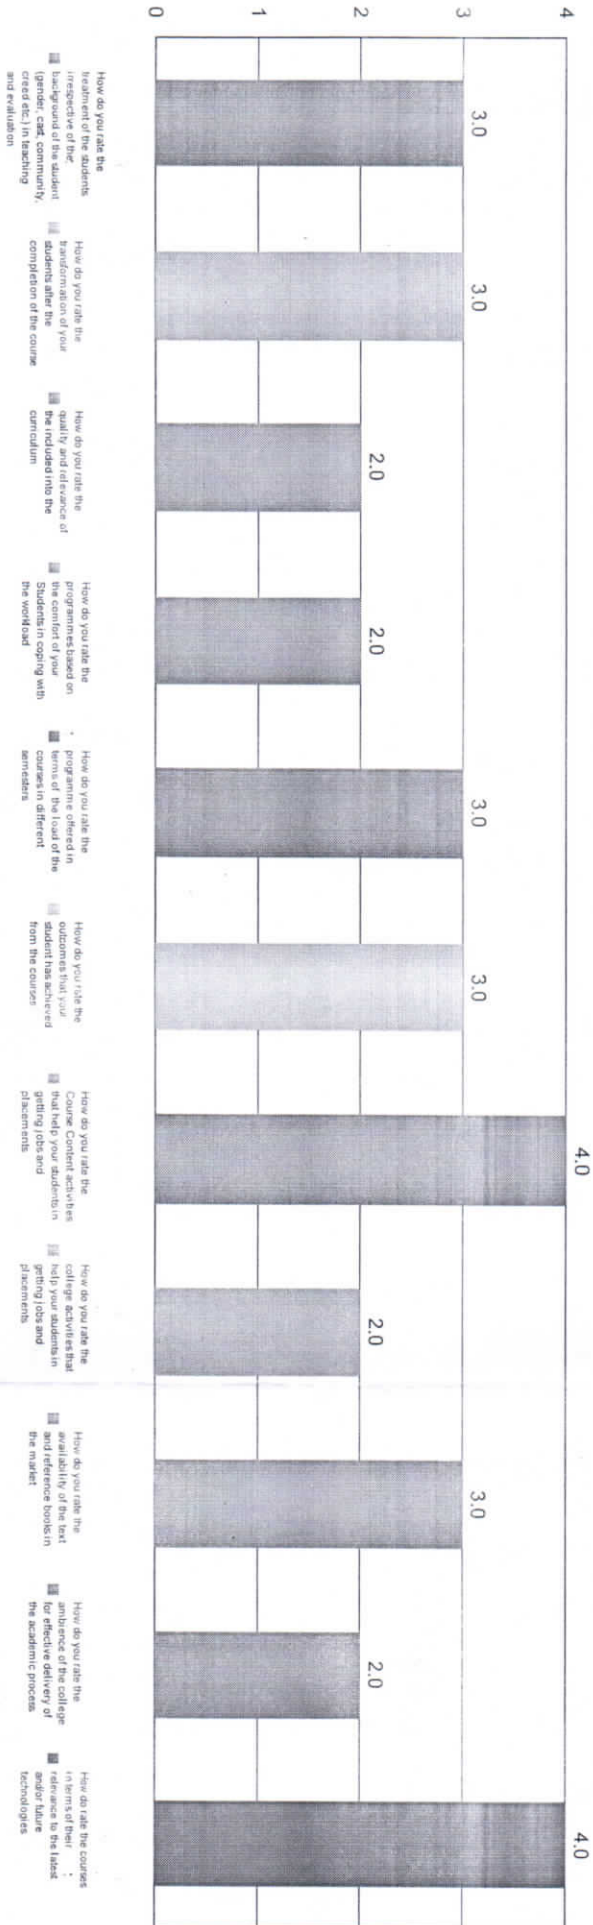 4
3
2
1
0
3.0
3.0
2.0
2.0
3.0
3.0
4.0
2.0
3.0
2.0
4.0
How do you rate the
treatment of the students
irrespective of the
background of the student
(gender, cast, community,
creed etc.) in teaching
and evaluation
How do you rate the
transformation of your
students after the
completion of the course
How do you rate the
quality and relevance of
the included into the
curriculum
How do you rate the
programmes based on
the comfort of your
Students in coping with
the workload
How do you rate the
programme offered in
terms of the load of the
courses in different
semesters
How do you rate the
outcomes that your
student has achieved
from the courses
How do you rate the
Course Content activities
that help your students in
getting jobs and
placements
How do you rate the
college activities that
help your students in
getting jobs and
placements
How do you rate the
availability of the text
and reference books in
the market
How do you rate the
ambience of the college
for effective delivery of
the academic process
How do rate the courses
in terms of their
relevance to the latest
and/or future
technologies